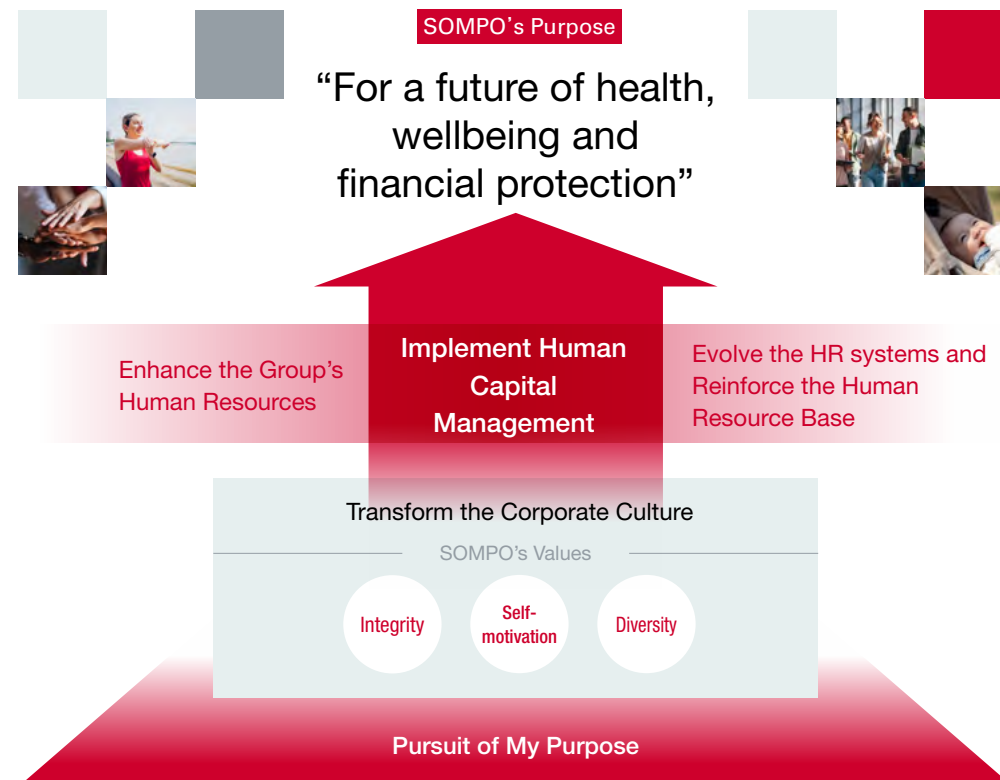 SOMPO’s Purpose
“For a future of health,
wellbeing and
financial protection”
Enhance the Group’s
Human Resources
Implement Human
Capital
Management
Evolve the HR systems and
Reinforce the Human
Resource Base
Transform the Corporate Culture
SOMPO’s Values
Integrity
Self-
motivation
Diversity
Pursuit of My Purpose